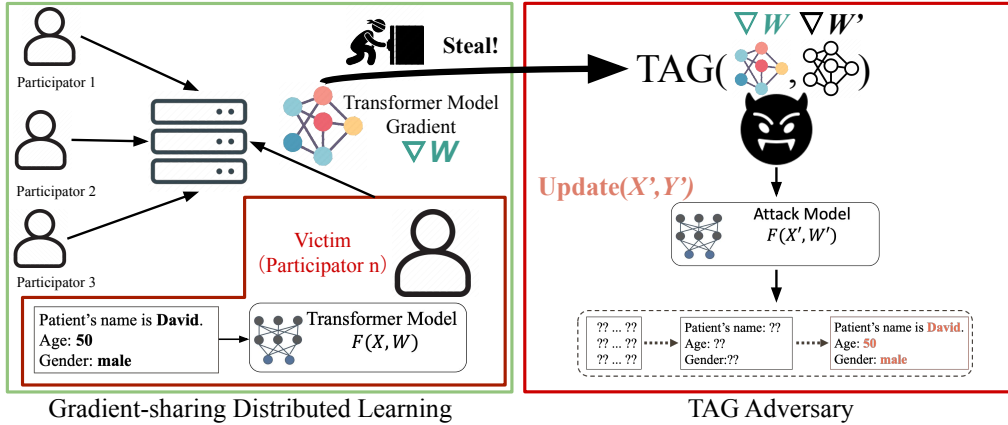 Participator 1
Participator 2
Participator 3
Steal!
Transformer Model
Gradient
∇W
Victim
(Participator n)
Patient's name is David.
Age: 50
Gender: male
Transformer Model
F(X, W)
Gradient-sharing Distributed Learning
∇W ∇W'
TAG( , )
Update(X',Y')
Attack Model
F(X', W')
?? ... ??
?? ... ??
?? ... ??
Patient's name: ??
Age: ??
Gender:??
Patient's name is David.
Age: 50
Gender: male
TAG Adversary